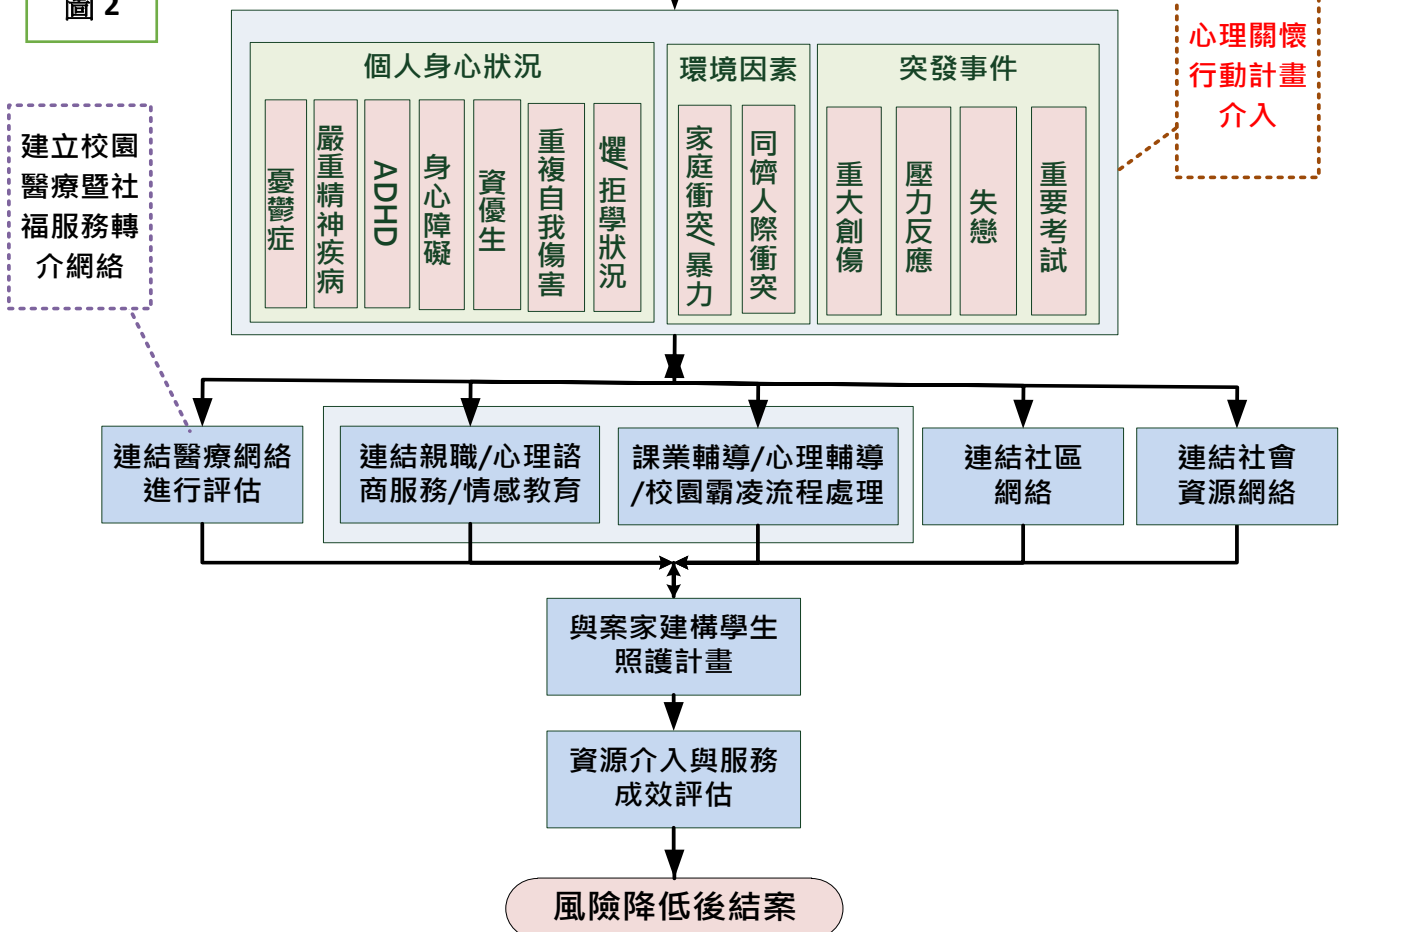 圖 2
心理關懷
行動計畫
介入
個人身心狀況
環境因素
突發事件
憂鬱症
嚴重精神疾病
ADHD
身心障礙
資優生
重複自我傷害
懼/拒學狀況
家庭衝突/暴力
同儕人際衝突
重大創傷
壓力反應
失戀
重要考試
建立校園
醫療暨社
福服務轉
介網絡
連結醫療網絡
進行評估
連結親職/心理諮
商服務/情感教育
課業輔導/心理輔導
/校園霸凌流程處理
連結社區
網絡
連結社會
資源網絡
與案家建構學生
照護計畫
資源介入與服務
成效評估
風險降低後結案